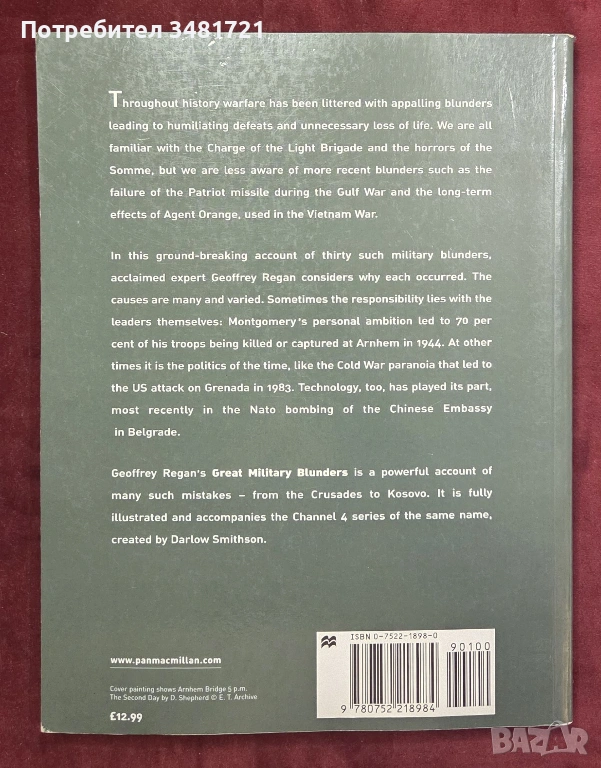 Потребител 3481721
Throughout history warfare has been littered with appalling blunders
leading to humiliating defeats and unnecessary loss of life. We are all
familiar with the Charge of the Light Brigade and the horrors of the
Somme, but we are less aware of more recent blunders such as the
failure of the Patriot missile during the Gulf War and the long-term
effects of Agent Orange, used in the Vietnam War.
In this ground-breaking account of thirty such military blunders,
acclaimed expert Geoffrey Regan considers why each occurred. The
causes are many and varied. Sometimes the responsibility lies with the
leaders themselves: Montgomery's personal ambition led to 70 per
cent of his troops being killed or captured at Arnhem in 1944. At other
times it is the politics of the time, like the Cold War paranoia that led to
the US attack on Grenada in 1983. Technology, too, has played its part,
most recently in the Nato bombing of the Chinese Embassy
in Belgrade.
Geoffrey Regan's Great Military Blunders is a powerful account of
many such mistakes – from the Crusades to Kosovo. It is fully
illustrated and accompanies the Channel 4 series of the same name,
created by Darlow Smithson.
ISBN 0-7522-1898-0
90100
9 780752 218984
www.panmacmillan.com
Cover painting shows Arnhem Bridge 5 p.m.
The Second Day by D. Shepherd © E. T. Archive
£12.99
BAZAR